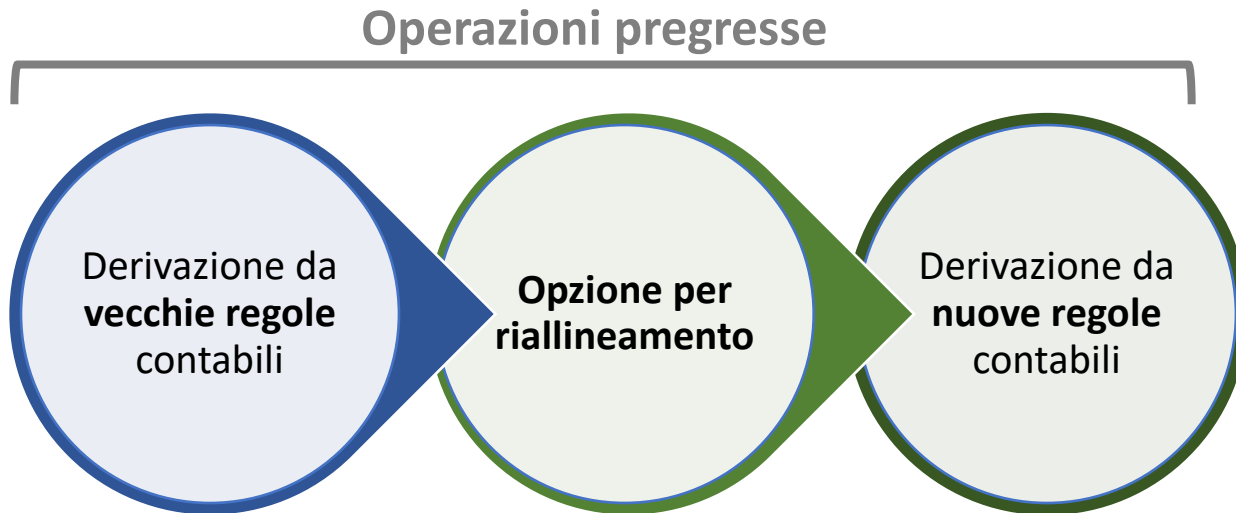 Operazioni pregresse
Derivazione da
vecchie regole
contabili
Opzione per
riallineamento
Derivazione da
nuove regole
contabili